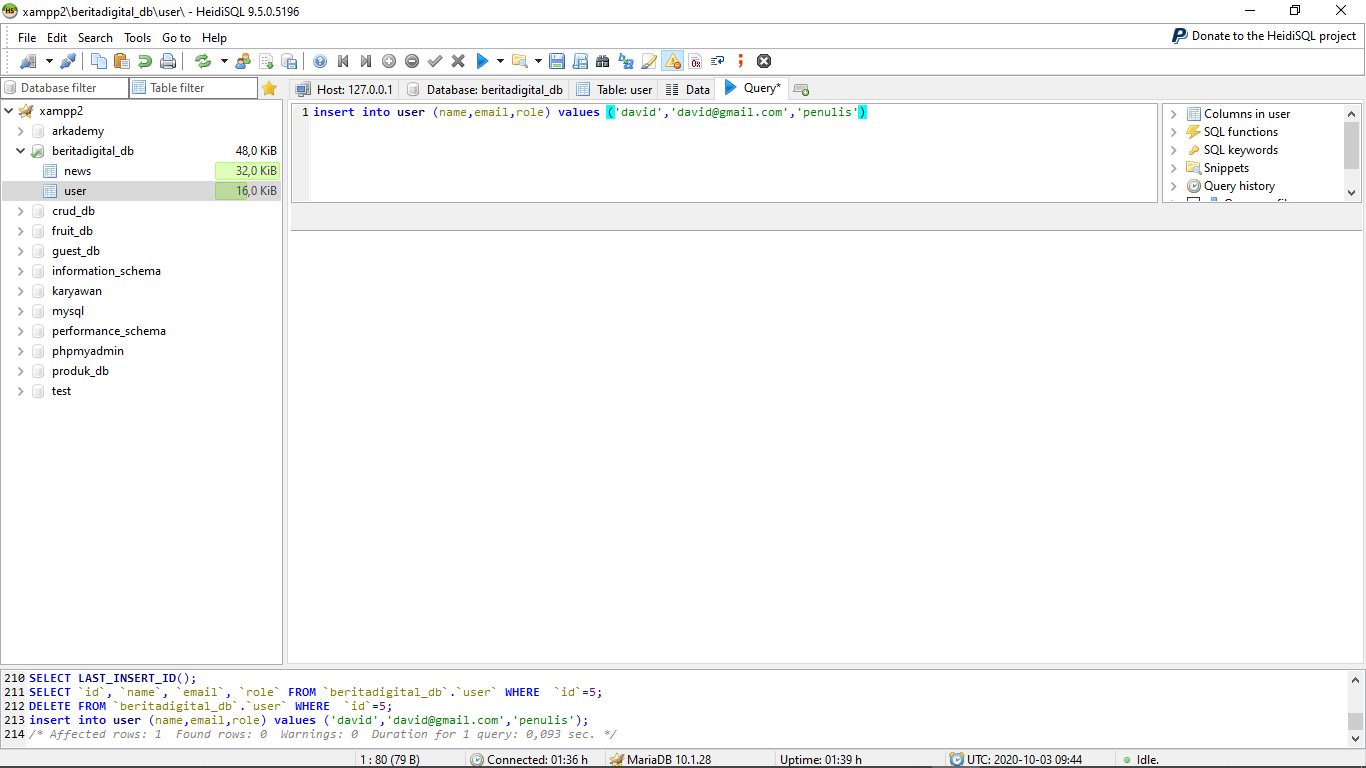 xampp2\beritadigital_db\user\ - HeidiSQL 9.5.0.5196
File Edit Search Tools Go to Help
Donate to the HeidiSQL project
Database filter
Table filter
Host: 127.0.0.1
Database: beritadigital_db
Table: user
Data
Query*
xampp2
arkademy
beritadigital_db 48,0 KiB
news 32,0 KiB
user 16,0 KiB
crud_db
fruit_db
guest_db
information_schema
karyawan
mysql
performance_schema
phpmyadmin
produk_db
test
1 insert into user (name,email,role) values ('david','david@gmail.com','penulis')
Columns in user
SQL functions
SQL keywords
Snippets
Query history
210 SELECT LAST_INSERT_ID();
211 SELECT `id`, `name`, `email`, `role` FROM `beritadigital_db`.`user` WHERE  `id`=5;
212 DELETE FROM `beritadigital_db`.`user` WHERE  `id`=5;
213 insert into user (name,email,role) values ('david','david@gmail.com','penulis');
214 /* Affected rows: 1  Found rows: 0  Warnings: 0  Duration for 1 query: 0,093 sec. */
1 : 80 (79 B)
Connected: 01:36 h
MariaDB 10.1.28
Uptime: 01:39 h
UTC: 2020-10-03 09:44
Idle.